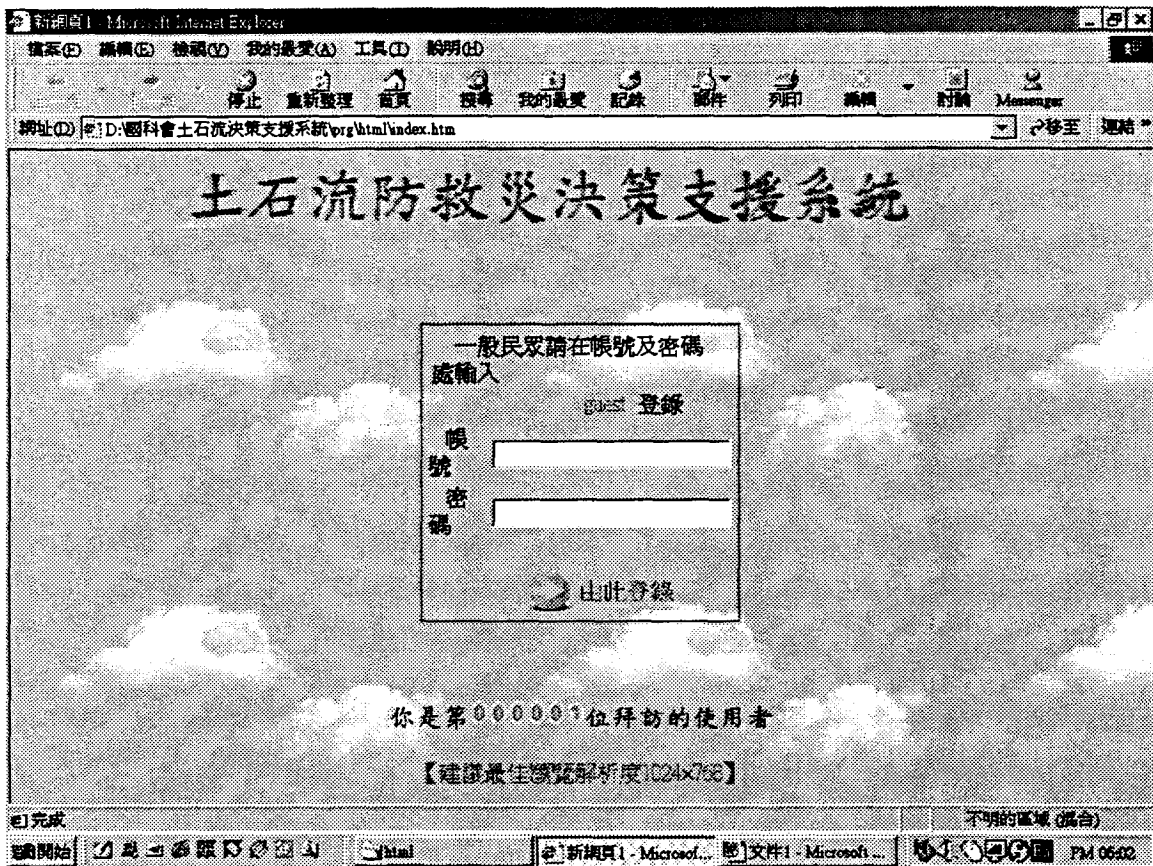 新網頁1 - Microsoft Internet Explorer
檔案(F) 編輯(E) 檢視(V) 我的最愛(A) 工具(T) 說明(H)
停止 重新整理 首頁 搜尋 我的最愛 記錄 郵件 列印 編輯 討論 Messenger
網址(D) D:\國科會土石流決策支援系統\prg\html\index.htm 移至 連結 »
土石流防救災決策支援系統
一般民眾請在帳號及密碼
處輸入
guest 登錄
帳
號
密
碼
由此登錄
你是第000001位拜訪的使用者
【建議最佳瀏覽解析度1024×768】
完成 不明的區域 (混合)
開始 html 新網頁1 - Microsof... 文件1 - Microsoft ... PM 06:02